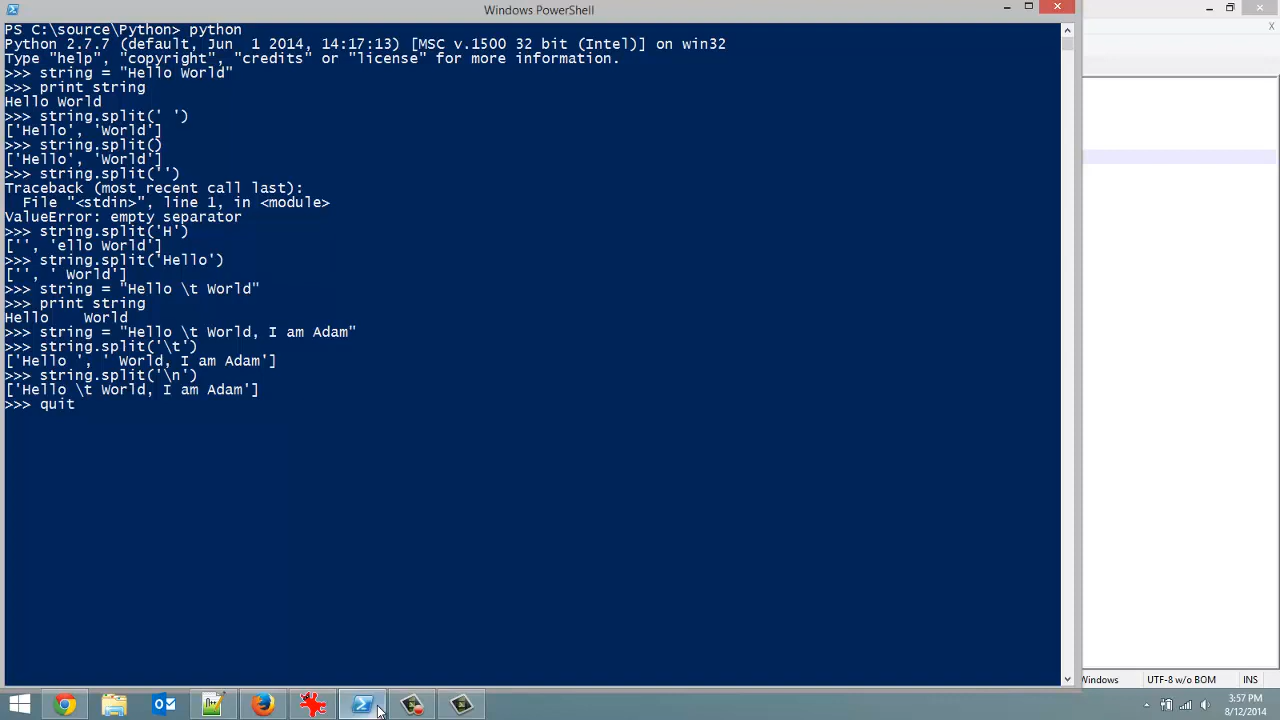 Windows PowerShell
PS C:\source\Python> python
Python 2.7.7 (default, Jun  1 2014, 14:17:13) [MSC v.1500 32 bit (Intel)] on win32
Type "help", "copyright", "credits" or "license" for more information.
>>> string = "Hello World"
>>> print string
Hello World
>>> string.split(' ')
['Hello', 'World']
>>> string.split()
['Hello', 'World']
>>> string.split('')
Traceback (most recent call last):
  File "<stdin>", line 1, in <module>
ValueError: empty separator
>>> string.split('H')
['', 'ello World']
>>> string.split('Hello')
['', ' World']
>>> string = "Hello \t World"
>>> print string
Hello    World
>>> string = "Hello \t World, I am Adam"
>>> string.split('\t')
['Hello ', ' World, I am Adam']
>>> string.split('\n')
['Hello \t World, I am Adam']
>>> quit
Windows UTF-8 w/o BOM INS
3:57 PM
8/12/2014